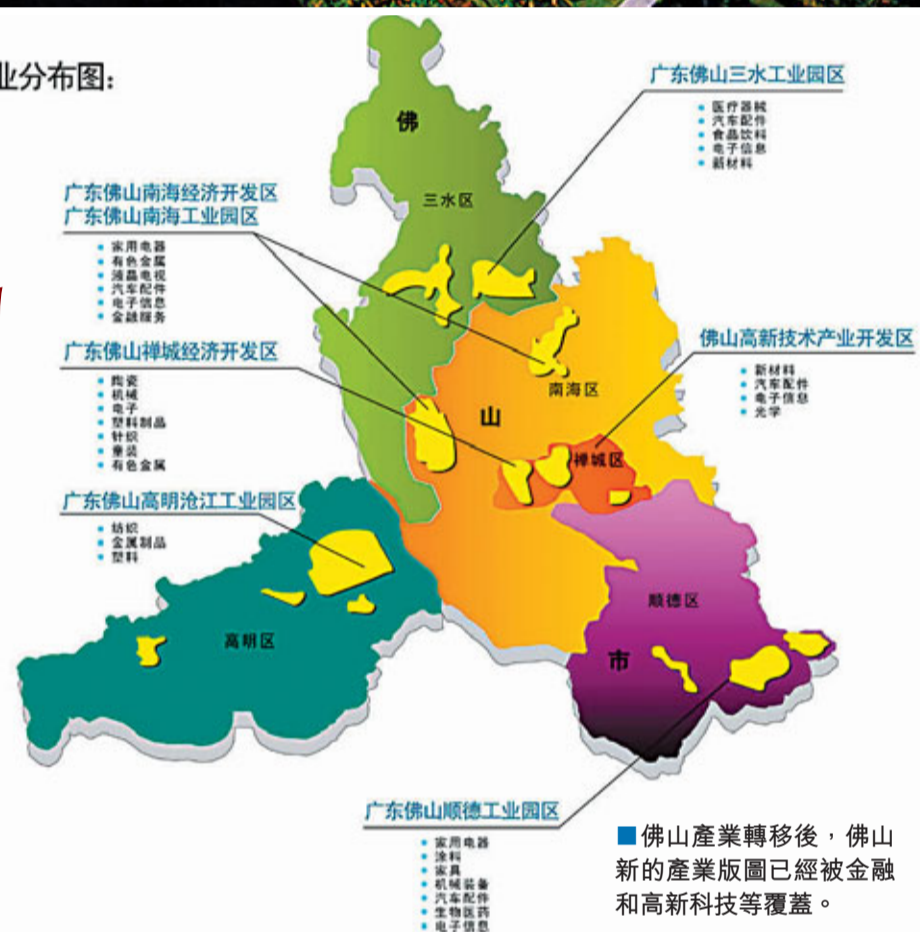 业分布图：
广东佛山三水工业园区
医疗器械
汽车配件
食品饮料
电子信息
新材料
佛
三水区
广东佛山南海经济开发区
广东佛山南海工业园区
家用电器
有色金属
液晶电视
汽车配件
电子信息
金融服务
佛山高新技术产业开发区
新材料
汽车配件
电子信息
光学
广东佛山禅城经济开发区
陶瓷
机械
电子
塑料制品
针织
童装
有色金属
南海区
山
禅城区
广东佛山高明沧江工业园区
纺织
金属制品
塑料
顺德区
高明区
市
广东佛山顺德工业园区
家用电器
涂料
家具
机械装备
汽车配件
生物医药
电子信息
■佛山產業轉移後，佛山
新的產業版圖已經被金融
和高新科技等覆蓋。